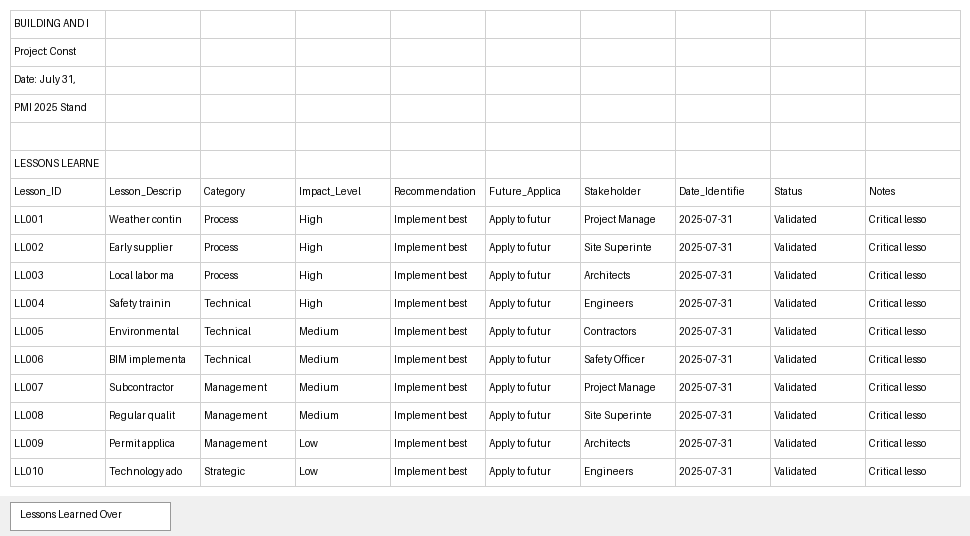 BUILDING AND I
Project: Const
Date: July 31,
PMI 2025 Stand
LESSONS LEARNE
Lesson_ID Lesson_Descrip Category Impact_Level Recommendation Future_Applica Stakeholder Date_Identifie Status Notes
LL001 Weather contin Process High Implement best Apply to futur Project Manage 2025-07-31 Validated Critical lesso
LL002 Early supplier Process High Implement best Apply to futur Site Superinte 2025-07-31 Validated Critical lesso
LL003 Local labor ma Process High Implement best Apply to futur Architects 2025-07-31 Validated Critical lesso
LL004 Safety trainin Technical High Implement best Apply to futur Engineers 2025-07-31 Validated Critical lesso
LL005 Environmental Technical Medium Implement best Apply to futur Contractors 2025-07-31 Validated Critical lesso
LL006 BIM implementa Technical Medium Implement best Apply to futur Safety Officer 2025-07-31 Validated Critical lesso
LL007 Subcontractor Management Medium Implement best Apply to futur Project Manage 2025-07-31 Validated Critical lesso
LL008 Regular qualit Management Medium Implement best Apply to futur Site Superinte 2025-07-31 Validated Critical lesso
LL009 Permit applica Management Low Implement best Apply to futur Architects 2025-07-31 Validated Critical lesso
LL010 Technology ado Strategic Low Implement best Apply to futur Engineers 2025-07-31 Validated Critical lesso
Lessons Learned Over